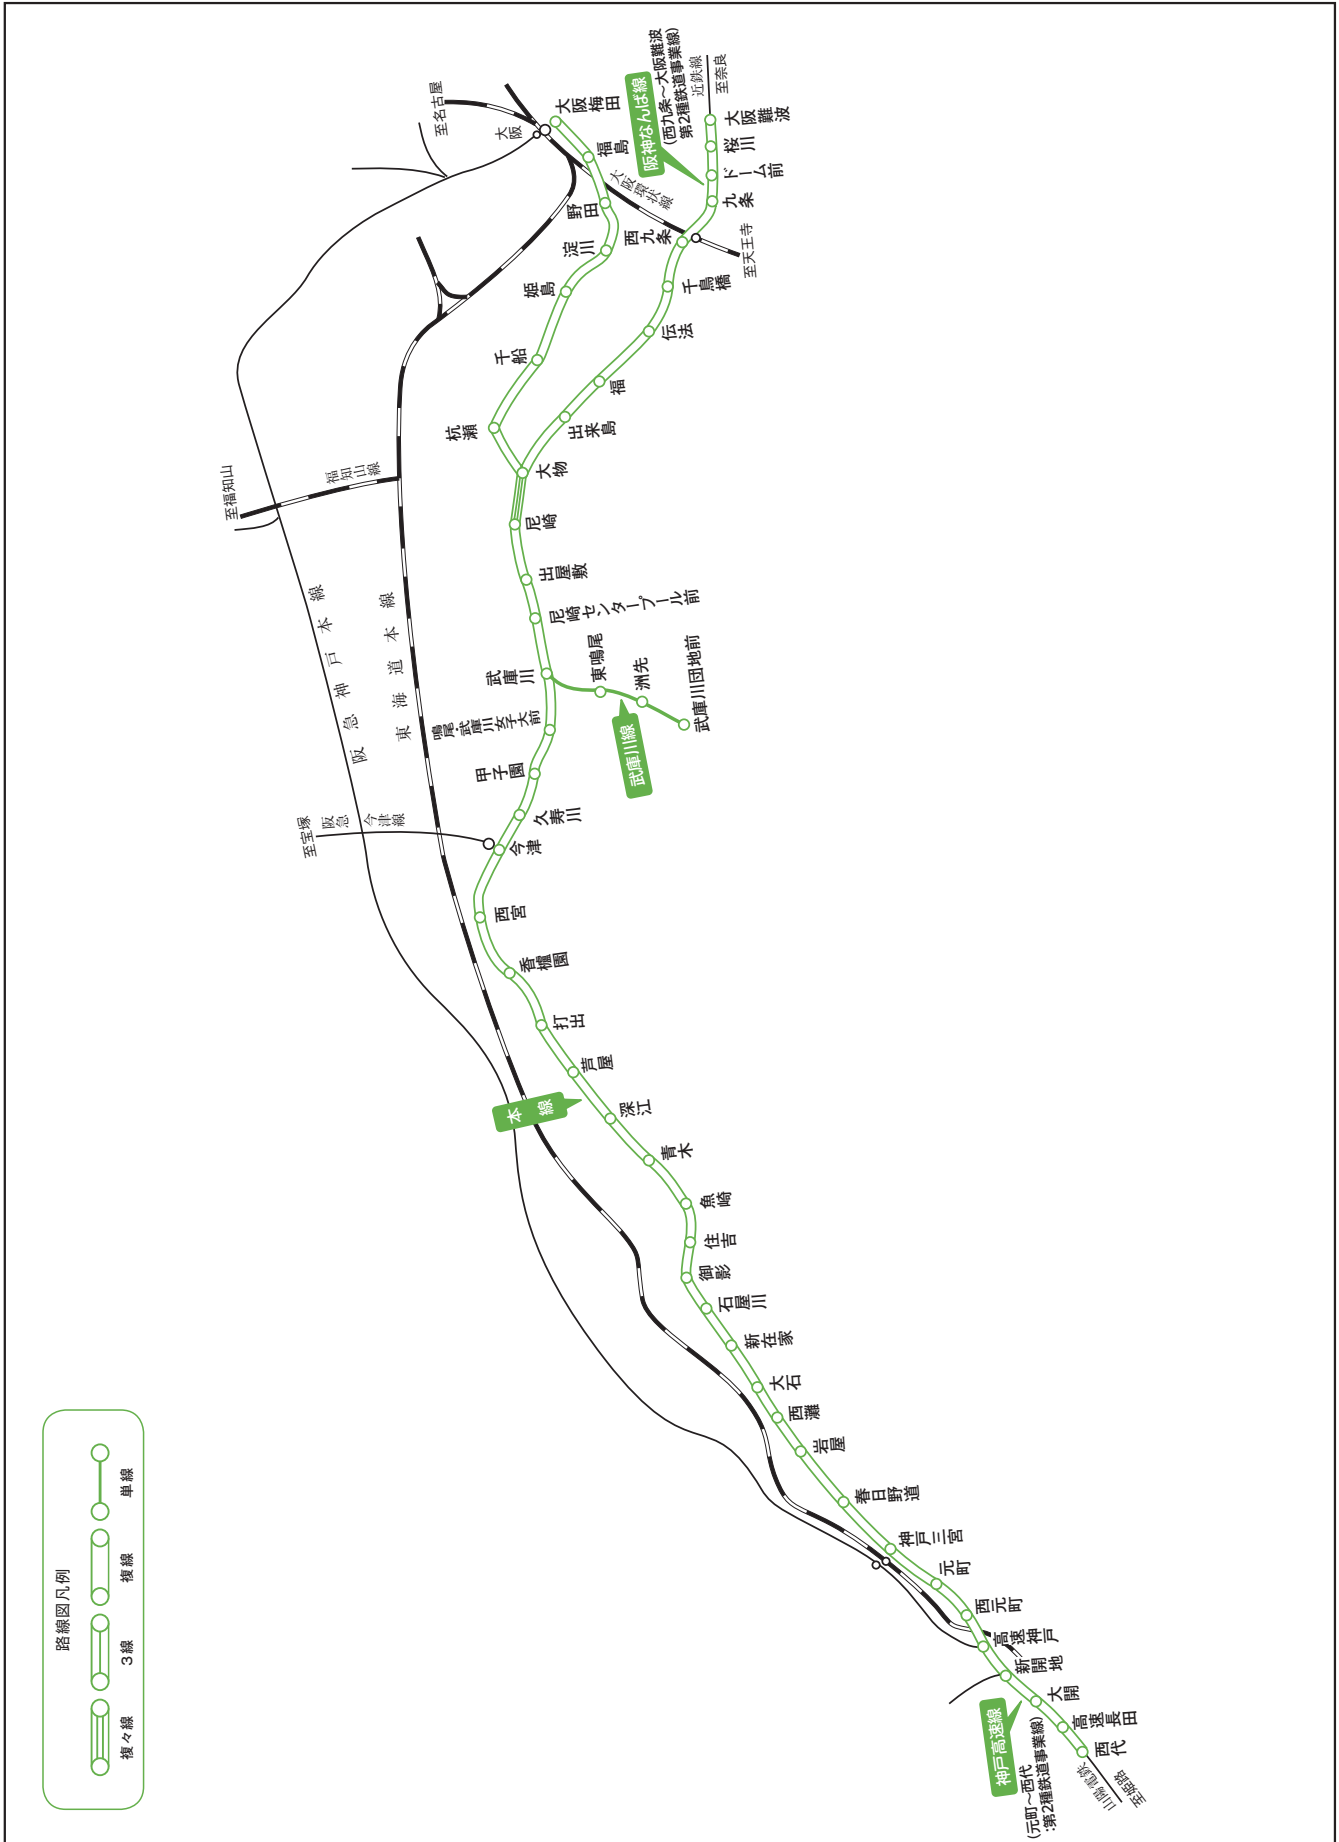 至名古屋
大阪
大阪梅田
福島
野田
淀川
姫島
千船
杭瀬
大阪環状線
阪神なんば線
(西九条〜大阪難波
第2種鉄道事業線)
近鉄線
至奈良
大阪難波
桜川
ドーム前
九条
西九条
至天王寺
千鳥橋
伝法
福
出来島
大物
尼崎
出屋敷
尼崎センタープール前
武庫川
東鳴尾
洲先
武庫川団地前
武庫川線
鳴尾・武庫川女子大前
甲子園
久寿川
今津
西宮
香櫨園
打出
芦屋
本線
深江
青木
魚崎
住吉
御影
石屋川
新在家
大石
西灘
岩屋
春日野道
神戸三宮
元町
西元町
高速神戸
新開地
大開
高速長田
西代
神戸高速線
(元町〜西代
:第2種鉄道事業線)
山陽電鉄
至姫路
至福知山
福知山線
阪急神戸本線
東海道本線
至宝塚
阪急
今津線
路線図凡例
単線
複線
3線
複々線